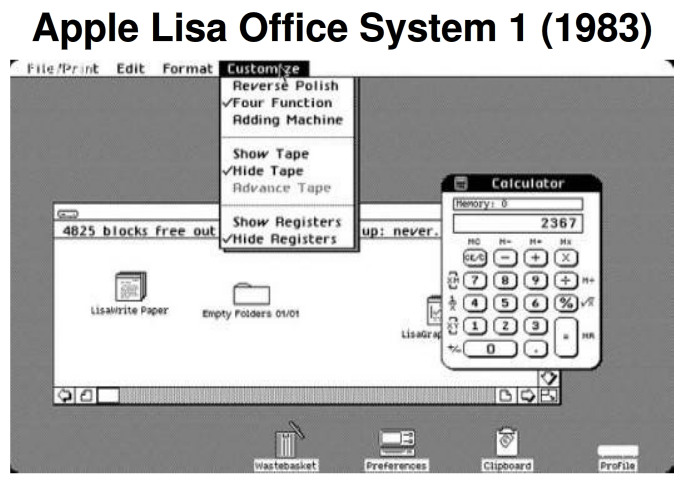 Apple Lisa Office System 1 (1983)
File/Print Edit Format Customize
Reverse Polish
✓Four Function
Adding Machine
Show Tape
✓Hide Tape
Advance Tape
Show Registers
✓Hide Registers
4825 blocks free out
up: never.
LisaWrite Paper
Empty Folders 01/01
LisaGrap
Calculator
Memory: 0
2367
MC M- M+ Mx
CE/C − + X
7 8 9 ÷ M+
4 5 6 % √x
1 2 3 = MR
+/- 0 .
Wastebasket
Preferences
Clipboard
Profile